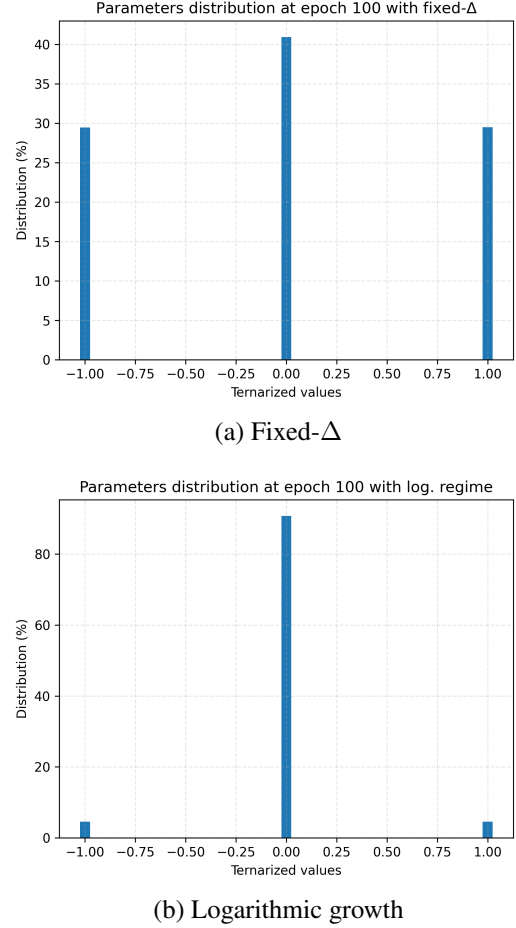 Parameters distribution at epoch 100 with fixed-Δ
40
35
30
25
20
15
10
5
0
Distribution (%)
−1.00 −0.75 −0.50 −0.25 0.00 0.25 0.50 0.75 1.00
Ternarized values
(a) Fixed-Δ
Parameters distribution at epoch 100 with log. regime
80
60
40
20
0
Distribution (%)
−1.00 −0.75 −0.50 −0.25 0.00 0.25 0.50 0.75 1.00
Ternarized values
(b) Logarithmic growth